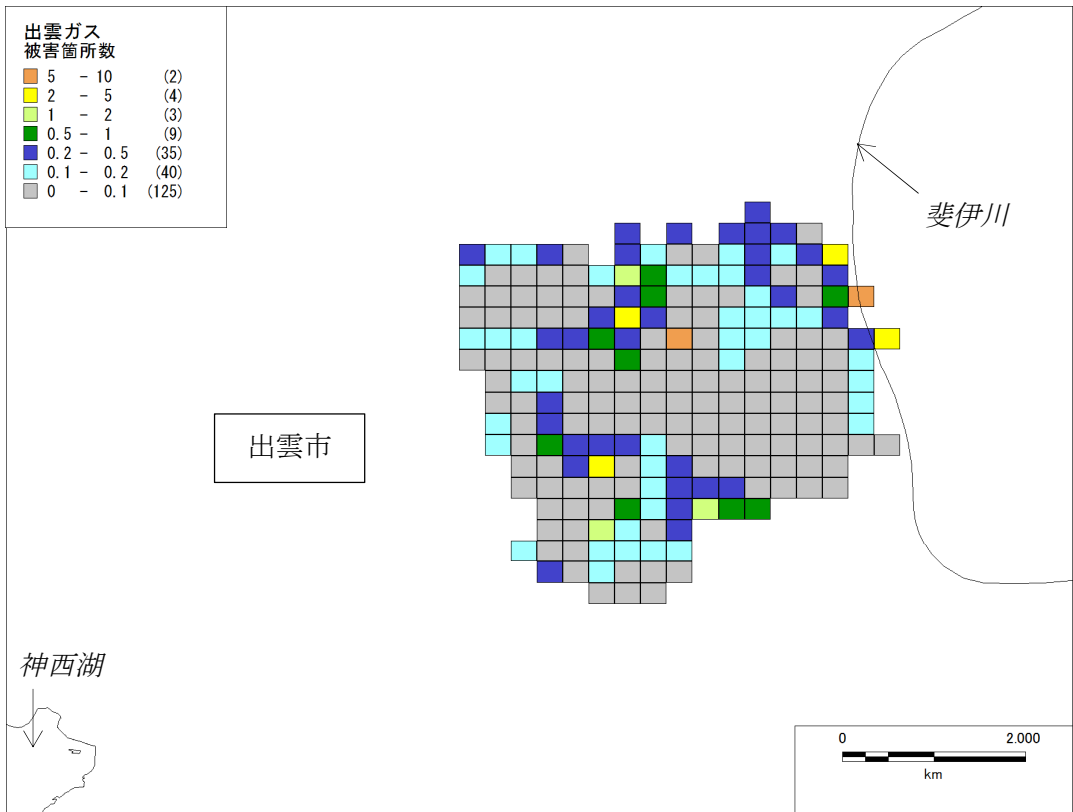 出雲ガス
被害箇所数
5 - 10 (2)
2 - 5 (4)
1 - 2 (3)
0.5 - 1 (9)
0.2 - 0.5 (35)
0.1 - 0.2 (40)
0 - 0.1 (125)
斐伊川
出雲市
神西湖
0 2.000
km